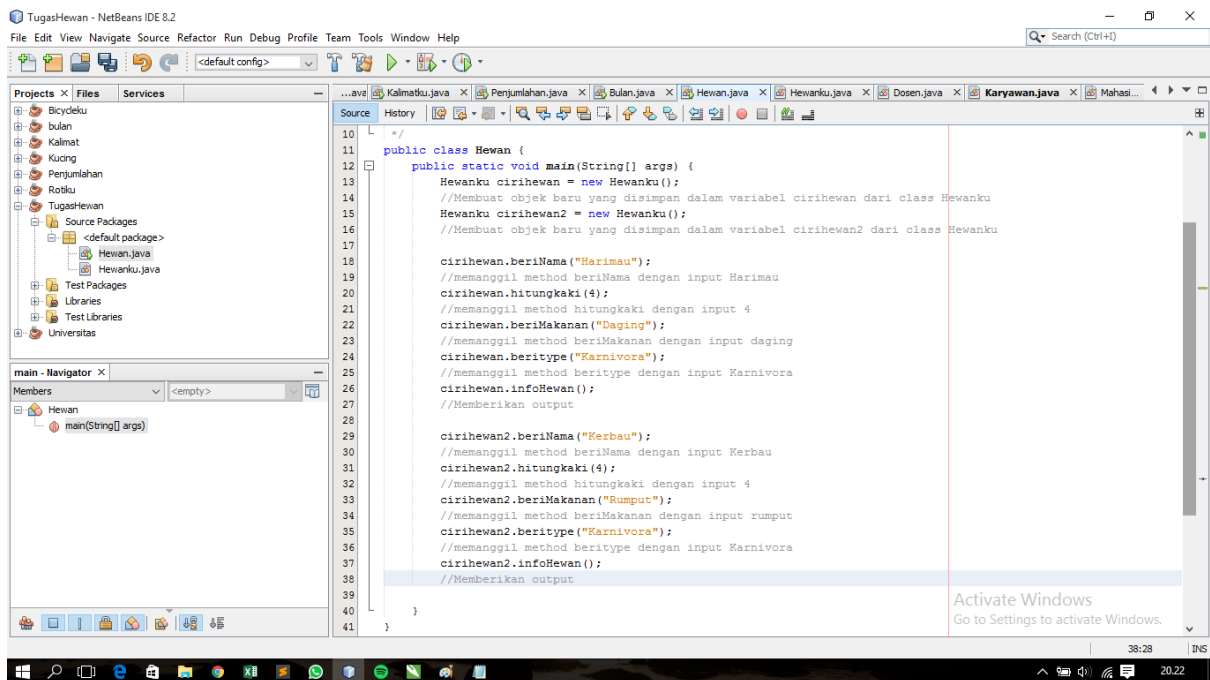 TugasHewan - NetBeans IDE 8.2
File Edit View Navigate Source Refactor Run Debug Profile Team Tools Window Help
Search (Ctrl+I)
<default config>
Projects Files Services
...ava Kalimatku.java Penjumlahan.java Bulan.java Hewan.java Hewanku.java Dosen.java Karyawan.java Mahasi...
Source History
Bicycleku
bulan
Kalimat
Kucing
Penjumlahan
Rotiku
TugasHewan
Source Packages
<default package>
Hewan.java
Hewanku.java
Test Packages
Libraries
Test Libraries
Universitas
main - Navigator
Members <empty>
Hewan
main(String[] args)
10 */
11 public class Hewan {
12 public static void main(String[] args) {
13 Hewanku cirihewan = new Hewanku();
14 //Membuat objek baru yang disimpan dalam variabel cirihewan dari class Hewanku
15 Hewanku cirihewan2 = new Hewanku();
16 //Membuat objek baru yang disimpan dalam variabel cirihewan2 dari class Hewanku
17
18 cirihewan.beriNama("Harimau");
19 //memanggil method beriNama dengan input Harimau
20 cirihewan.hitungkaki(4);
21 //memanggil method hitungkaki dengan input 4
22 cirihewan.beriMakanan("Daging");
23 //memanggil method beriMakanan dengan input daging
24 cirihewan.beritype("Karnivora");
25 //memanggil method beritype dengan input Karnivora
26 cirihewan.infoHewan();
27 //Memberikan output
28
29 cirihewan2.beriNama("Kerbau");
30 //memanggil method beriNama dengan input Kerbau
31 cirihewan2.hitungkaki(4);
32 //memanggil method hitungkaki dengan input 4
33 cirihewan2.beriMakanan("Rumput");
34 //memanggil method beriMakanan dengan input rumput
35 cirihewan2.beritype("Karnivora");
36 //memanggil method beritype dengan input Karnivora
37 cirihewan2.infoHewan();
38 //Memberikan output
39
40 }
41 }
Activate Windows
Go to Settings to activate Windows.
38:28 INS
20.22